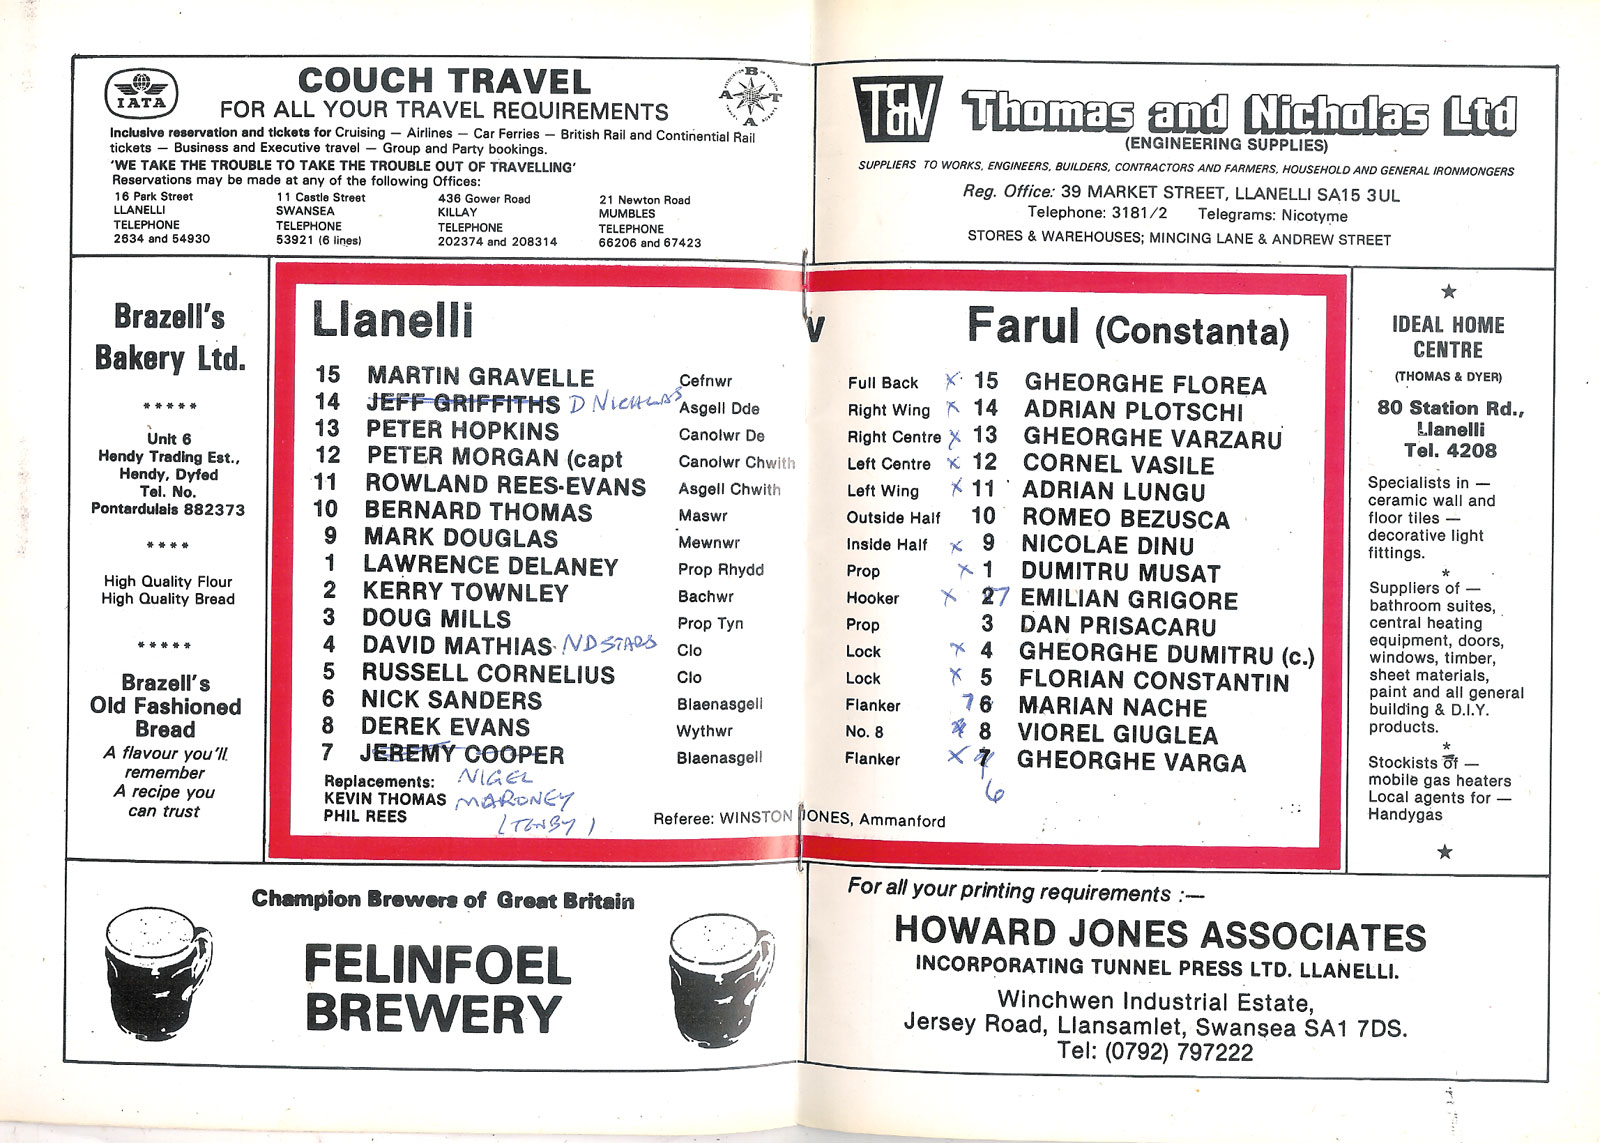 IATA
COUCH TRAVEL
FOR ALL YOUR TRAVEL REQUIREMENTS
A B T A
Inclusive reservation and tickets for Cruising — Airlines — Car Ferries — British Rail and Continental Rail
tickets — Business and Executive travel — Group and Party bookings.
'WE TAKE THE TROUBLE TO TAKE THE TROUBLE OUT OF TRAVELLING'
Reservations may be made at any of the following Offices:
16 Park Street
LLANELLI
TELEPHONE
2634 and 54930
11 Castle Street
SWANSEA
TELEPHONE
53921 (6 lines)
436 Gower Road
KILLAY
TELEPHONE
202374 and 208314
21 Newton Road
MUMBLES
TELEPHONE
66206 and 67423
T&N
Thomas and Nicholas Ltd
(ENGINEERING SUPPLIES)
SUPPLIERS TO WORKS, ENGINEERS, BUILDERS, CONTRACTORS AND FARMERS, HOUSEHOLD AND GENERAL IRONMONGERS
Reg. Office: 39 MARKET STREET, LLANELLI SA15 3UL
Telephone: 3181/2 Telegrams: Nicotyme
STORES & WAREHOUSES; MINCING LANE & ANDREW STREET
Brazell's
Bakery Ltd.
*****
Unit 6
Hendy Trading Est.,
Hendy, Dyfed
Tel. No.
Pontardulais 882373
****
High Quality Flour
High Quality Bread
*****
Brazell's
Old Fashioned
Bread
A flavour you'll
remember
A recipe you
can trust
Llanelli v Farul (Constanta)
15 MARTIN GRAVELLE Cefnwr
14 JEFF GRIFFITHS D NICHOLAS Asgell Dde
13 PETER HOPKINS Canolwr De
12 PETER MORGAN (capt Canolwr Chwith
11 ROWLAND REES-EVANS Asgell Chwith
10 BERNARD THOMAS Maswr
9 MARK DOUGLAS Mewnwr
1 LAWRENCE DELANEY Prop Rhydd
2 KERRY TOWNLEY Bachwr
3 DOUG MILLS Prop Tyn
4 DAVID MATHIAS NDSTARS Clo
5 RUSSELL CORNELIUS Clo
6 NICK SANDERS Blaenasgell
8 DEREK EVANS Wythwr
7 JEREMY COOPER Blaenasgell
Replacements: NIGEL
KEVIN THOMAS MARONEY
PHIL REES (TENBY)
Referee: WINSTON JONES, Ammanford
Full Back x 15 GHEORGHE FLOREA
Right Wing x 14 ADRIAN PLOTSCHI
Right Centre x 13 GHEORGHE VARZARU
Left Centre x 12 CORNEL VASILE
Left Wing x 11 ADRIAN LUNGU
Outside Half 10 ROMEO BEZUSCA
Inside Half x 9 NICOLAE DINU
Prop x 1 DUMITRU MUSAT
Hooker x 27 EMILIAN GRIGORE
Prop 3 DAN PRISACARU
Lock x 4 GHEORGHE DUMITRU (c.)
Lock x 5 FLORIAN CONSTANTIN
Flanker 7 6 MARIAN NACHE
No. 8 8 VIOREL GIUGLEA
Flanker x 7 GHEORGHE VARGA
6
IDEAL HOME
CENTRE
(THOMAS & DYER)
80 Station Rd.,
Llanelli
Tel. 4208
Specialists in —
ceramic wall and
floor tiles —
decorative light
fittings.
*
Suppliers of —
bathroom suites,
central heating
equipment, doors,
windows, timber,
sheet materials,
paint and all general
building & D.I.Y.
products.
*
Stockists of —
mobile gas heaters
Local agents for —
Handygas
Champion Brewers of Great Britain
FELINFOEL
BREWERY
For all your printing requirements :—
HOWARD JONES ASSOCIATES
INCORPORATING TUNNEL PRESS LTD. LLANELLI.
Winchwen Industrial Estate,
Jersey Road, Llansamlet, Swansea SA1 7DS.
Tel: (0792) 797222